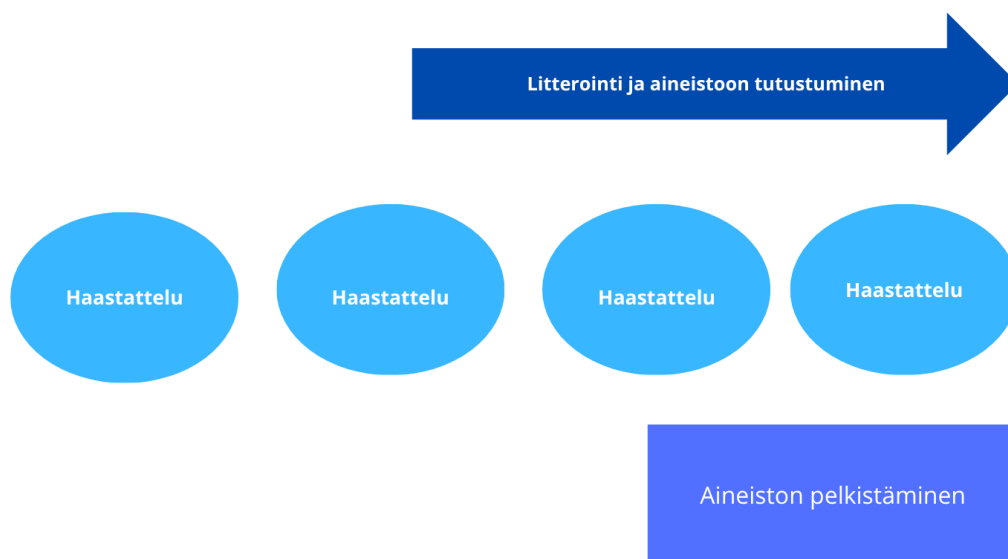 Litterointi ja aineistoon tutustuminen
Haastattelu
Haastattelu
Haastattelu
Haastattelu
Aineiston pelkistäminen